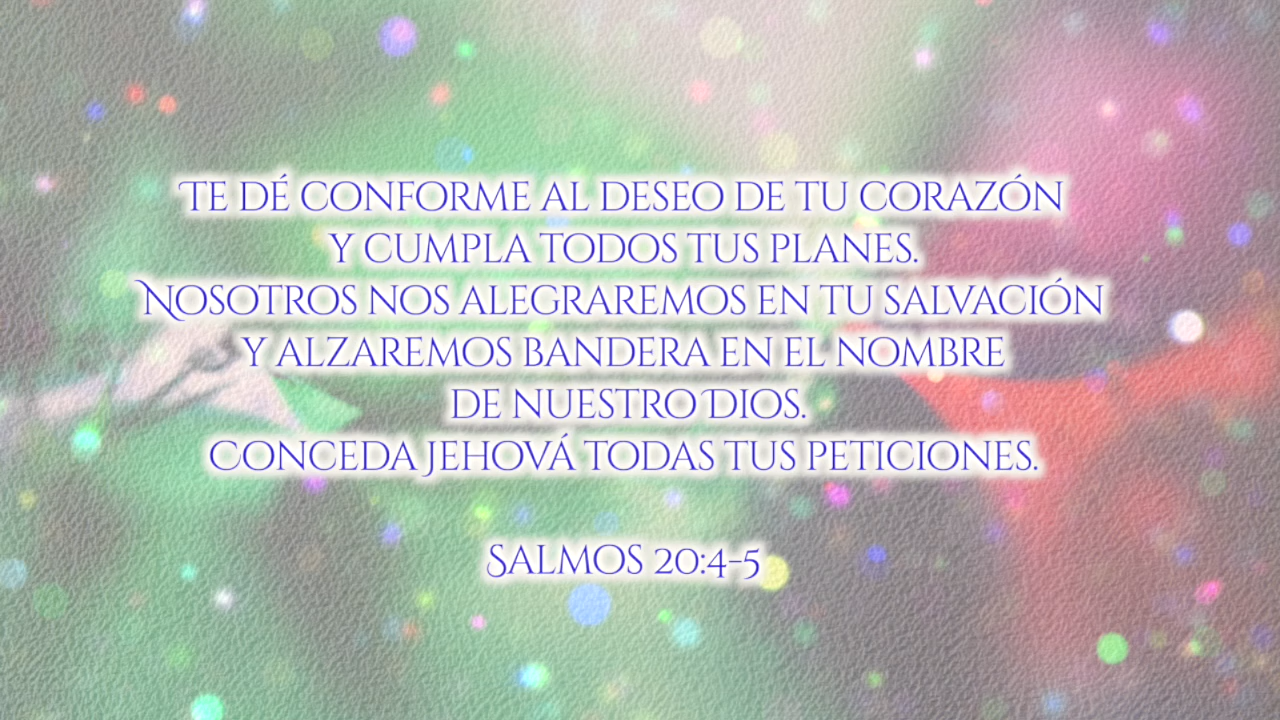 Te dé conforme al deseo de tu corazón
y cumpla todos tus planes.
Nosotros nos alegraremos en tu salvación
y alzaremos bandera en el nombre
de nuestro Dios.
Conceda Jehová todas tus peticiones.
Salmos 20:4-5